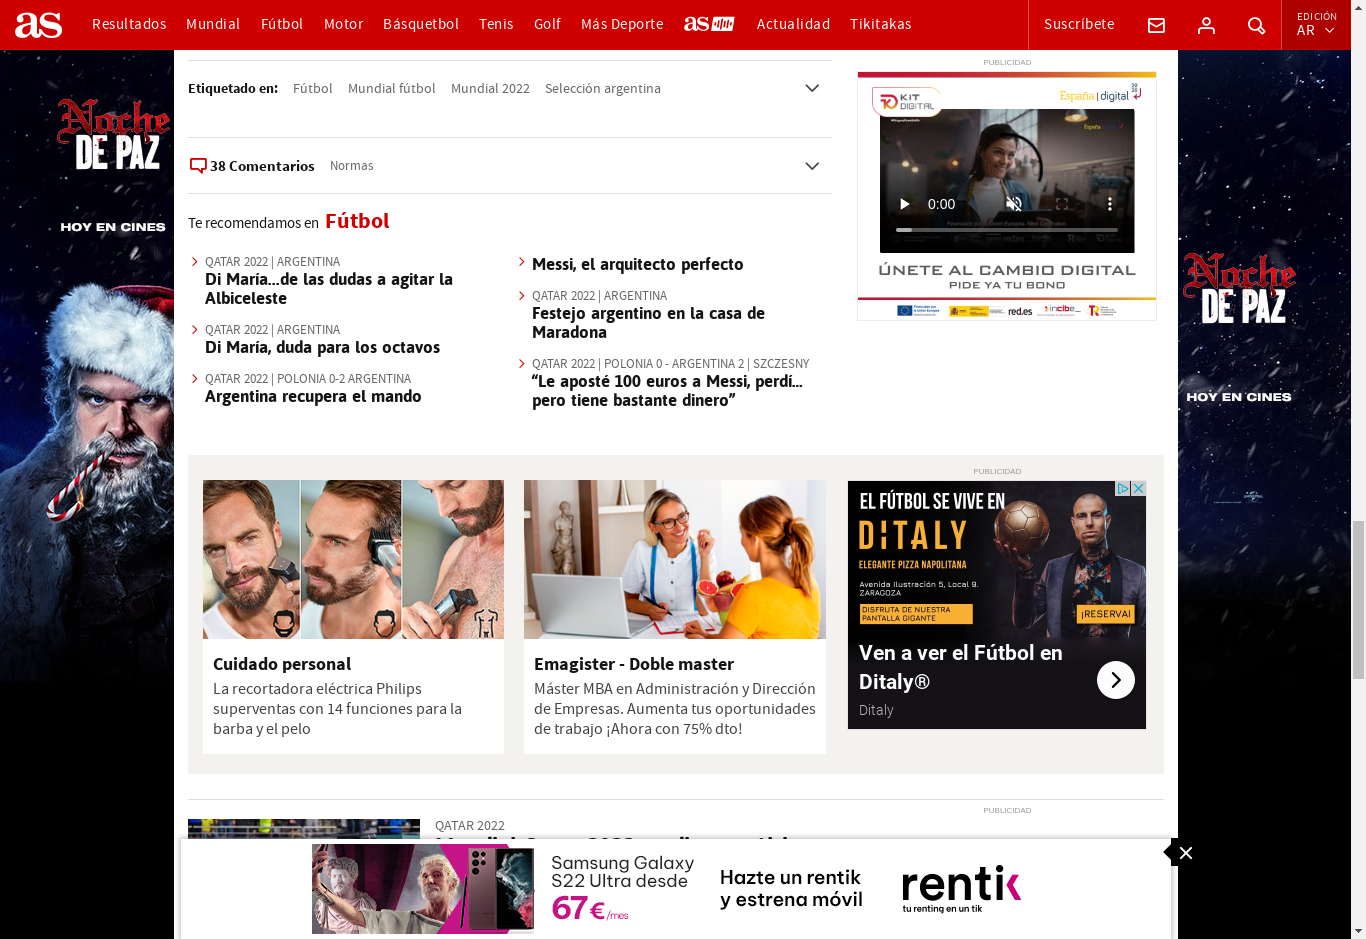 as
Resultados
Mundial
Fútbol
Motor
Básquetbol
Tenis
Golf
Más Deporte
as
Actualidad
Tikitakas
Suscríbete
EDICIÓN
AR
Noche
DE PAZ
HOY EN CINES
Etiquetado en:
Fútbol
Mundial fútbol
Mundial 2022
Selección argentina
38 Comentarios
Normas
Te recomendamos en Fútbol
QATAR 2022 | ARGENTINA
Di María...de las dudas a agitar la
Albiceleste
QATAR 2022 | ARGENTINA
Di María, duda para los octavos
QATAR 2022 | POLONIA 0-2 ARGENTINA
Argentina recupera el mando
Messi, el arquitecto perfecto
QATAR 2022 | ARGENTINA
Festejo argentino en la casa de
Maradona
QATAR 2022 | POLONIA 0 - ARGENTINA 2 | SZCZESNY
“Le aposté 100 euros a Messi, perdí...
pero tiene bastante dinero”
PUBLICIDAD
KIT
DIGITAL
España | digital
0:00
ÚNETE AL CAMBIO DIGITAL
PIDE YA TU BONO
red.es
incibe_
Noche
DE PAZ
HOY EN CINES
Cuidado personal
La recortadora eléctrica Philips
superventas con 14 funciones para la
barba y el pelo
Emagister - Doble master
Máster MBA en Administración y Dirección
de Empresas. Aumenta tus oportunidades
de trabajo ¡Ahora con 75% dto!
PUBLICIDAD
EL FÚTBOL SE VIVE EN
DITALY
ELEGANTE PIZZA NAPOLITANA
Avenida Ilustración 5, Local 9.
ZARAGOZA
DISFRUTA DE NUESTRA
PANTALLA GIGANTE
¡RESERVA!
Ven a ver el Fútbol en
Ditaly®
Ditaly
PUBLICIDAD
QATAR 2022
Samsung Galaxy
S22 Ultra desde
67€/mes
Hazte un rentik
y estrena móvil
rentik
tu renting en un tik